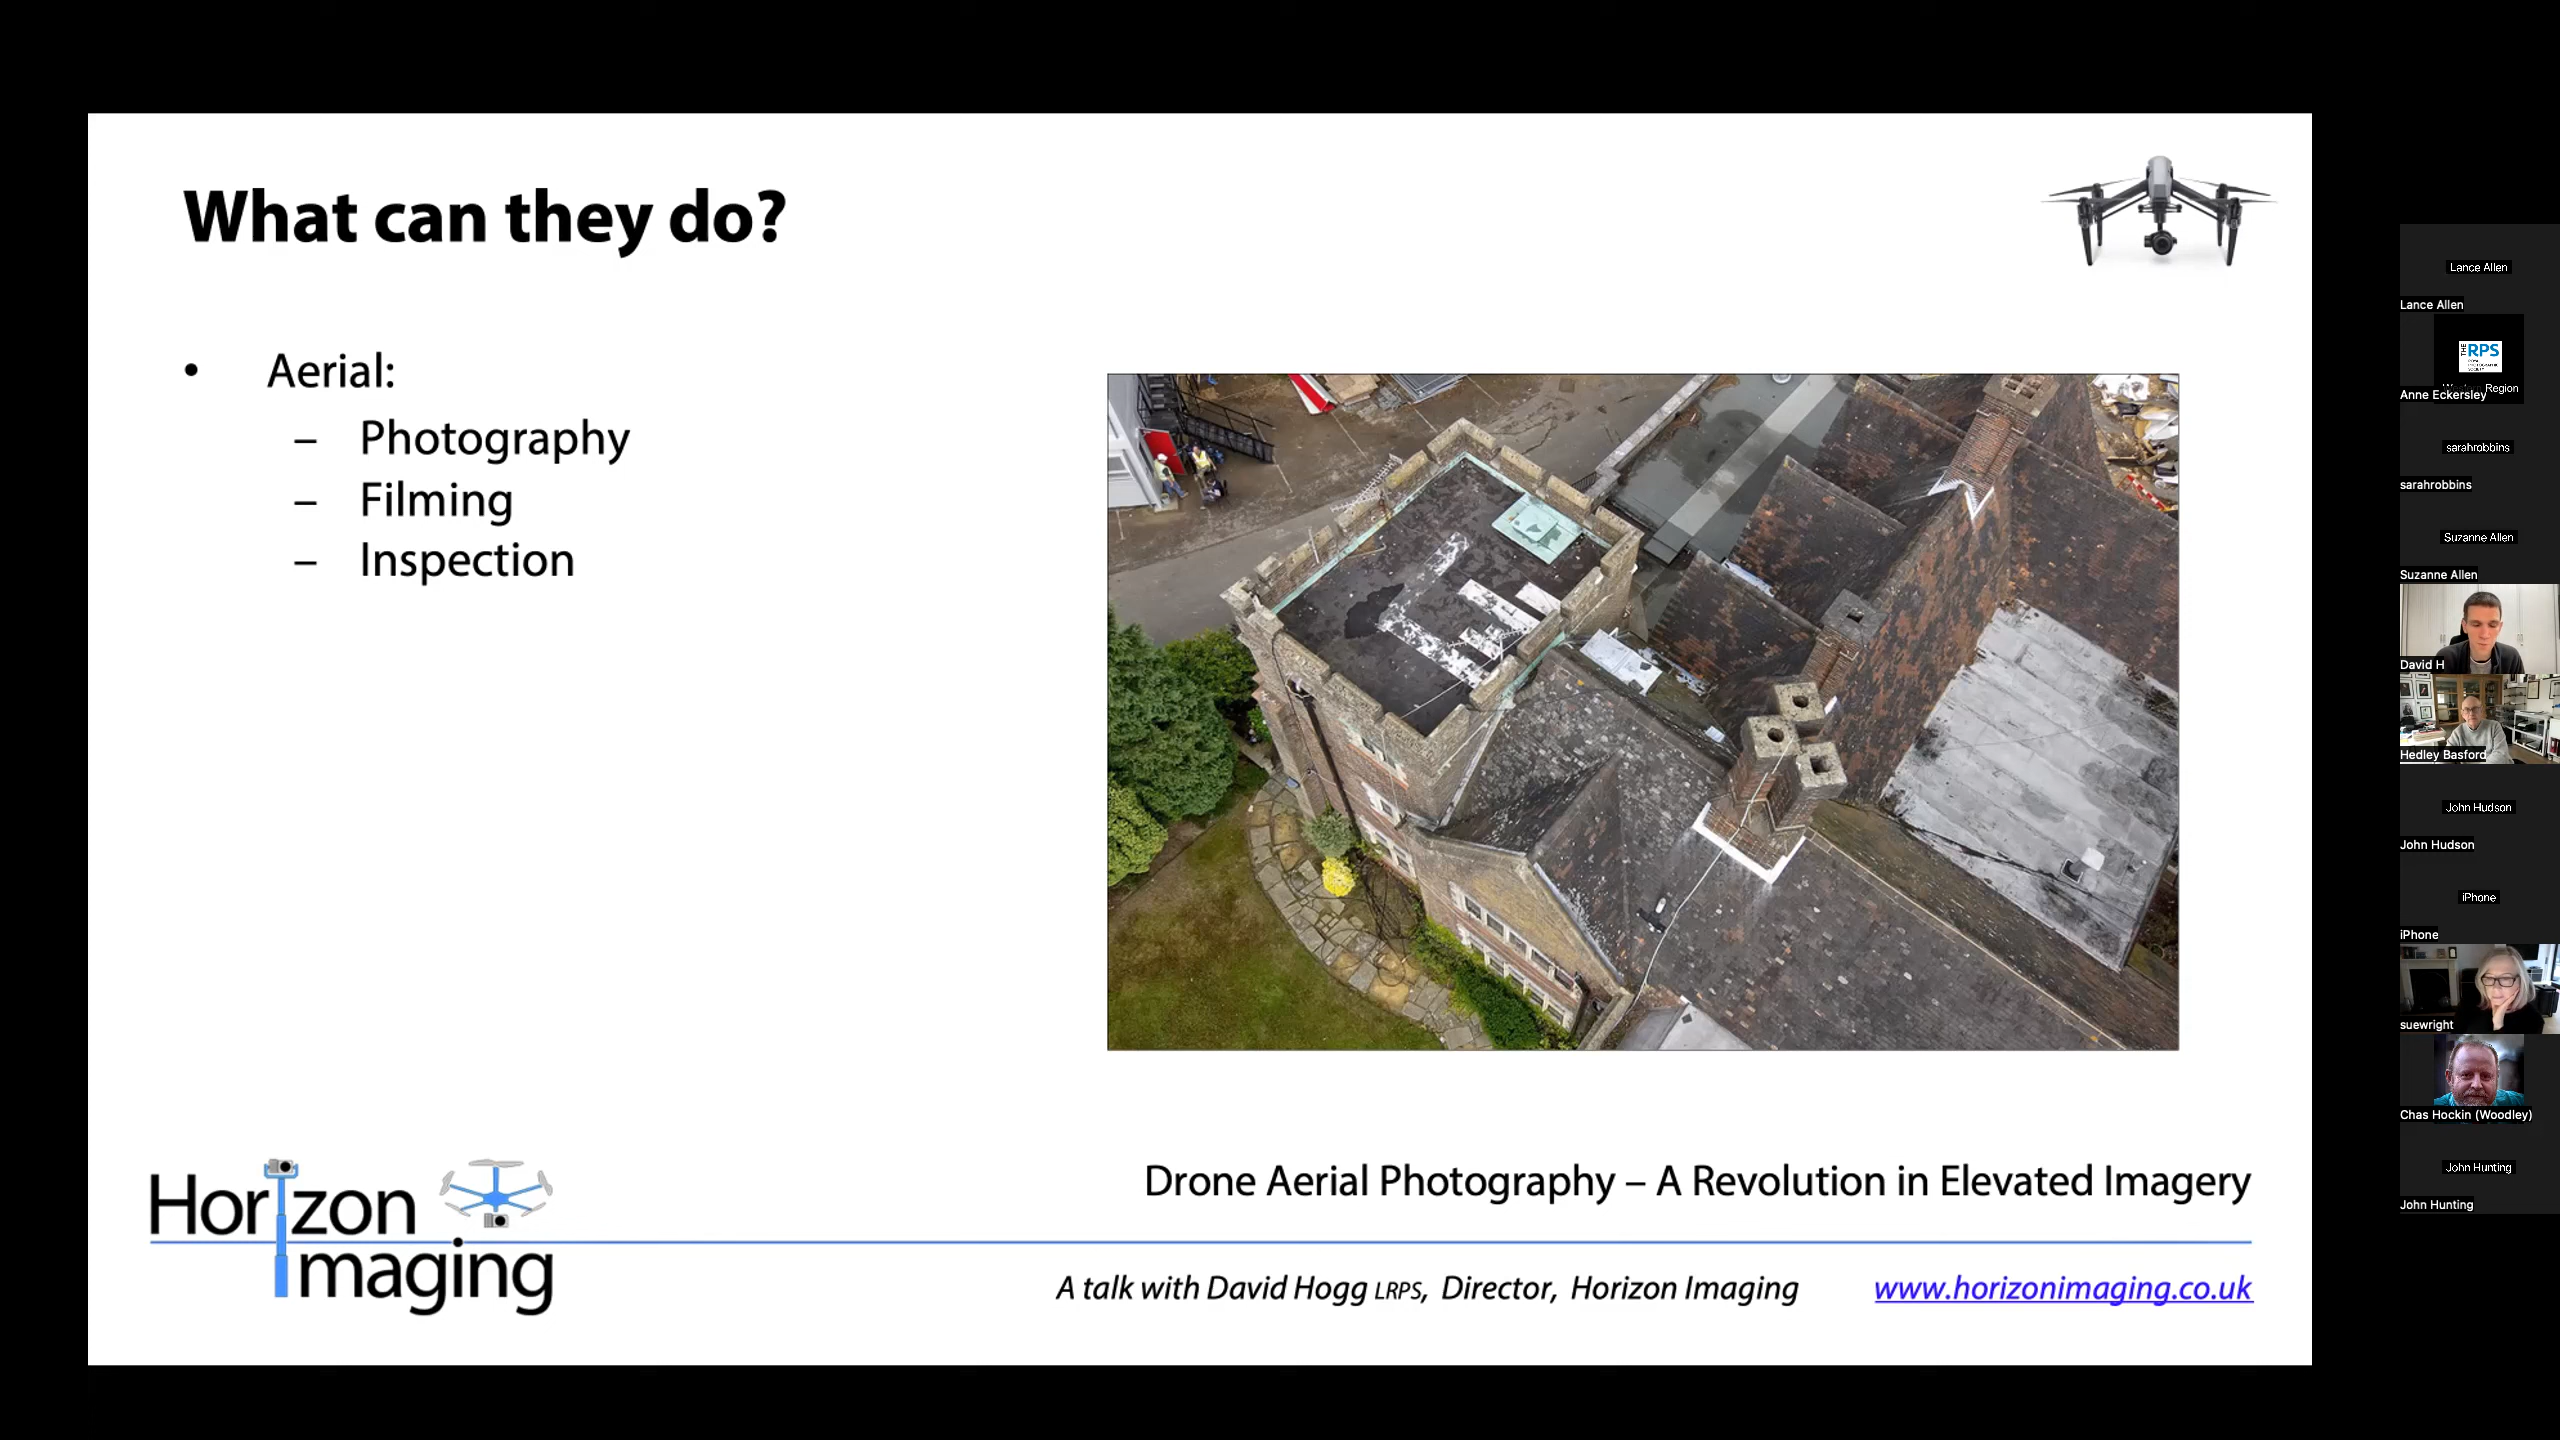 What can they do?
• Aerial:
– Photography
– Filming
– Inspection
Horizon
Imaging
Drone Aerial Photography – A Revolution in Elevated Imagery
A talk with David Hogg LRPS, Director, Horizon Imaging
www.horizonimaging.co.uk
Lance Allen
Lance Allen
THE RPS
Region
Anne Eckersley
sarahrobbins
sarahrobbins
Suzanne Allen
Suzanne Allen
David H
Hedley Basford
John Hudson
John Hudson
iPhone
iPhone
suewright
Chas Hockin (Woodley)
John Hunting
John Hunting